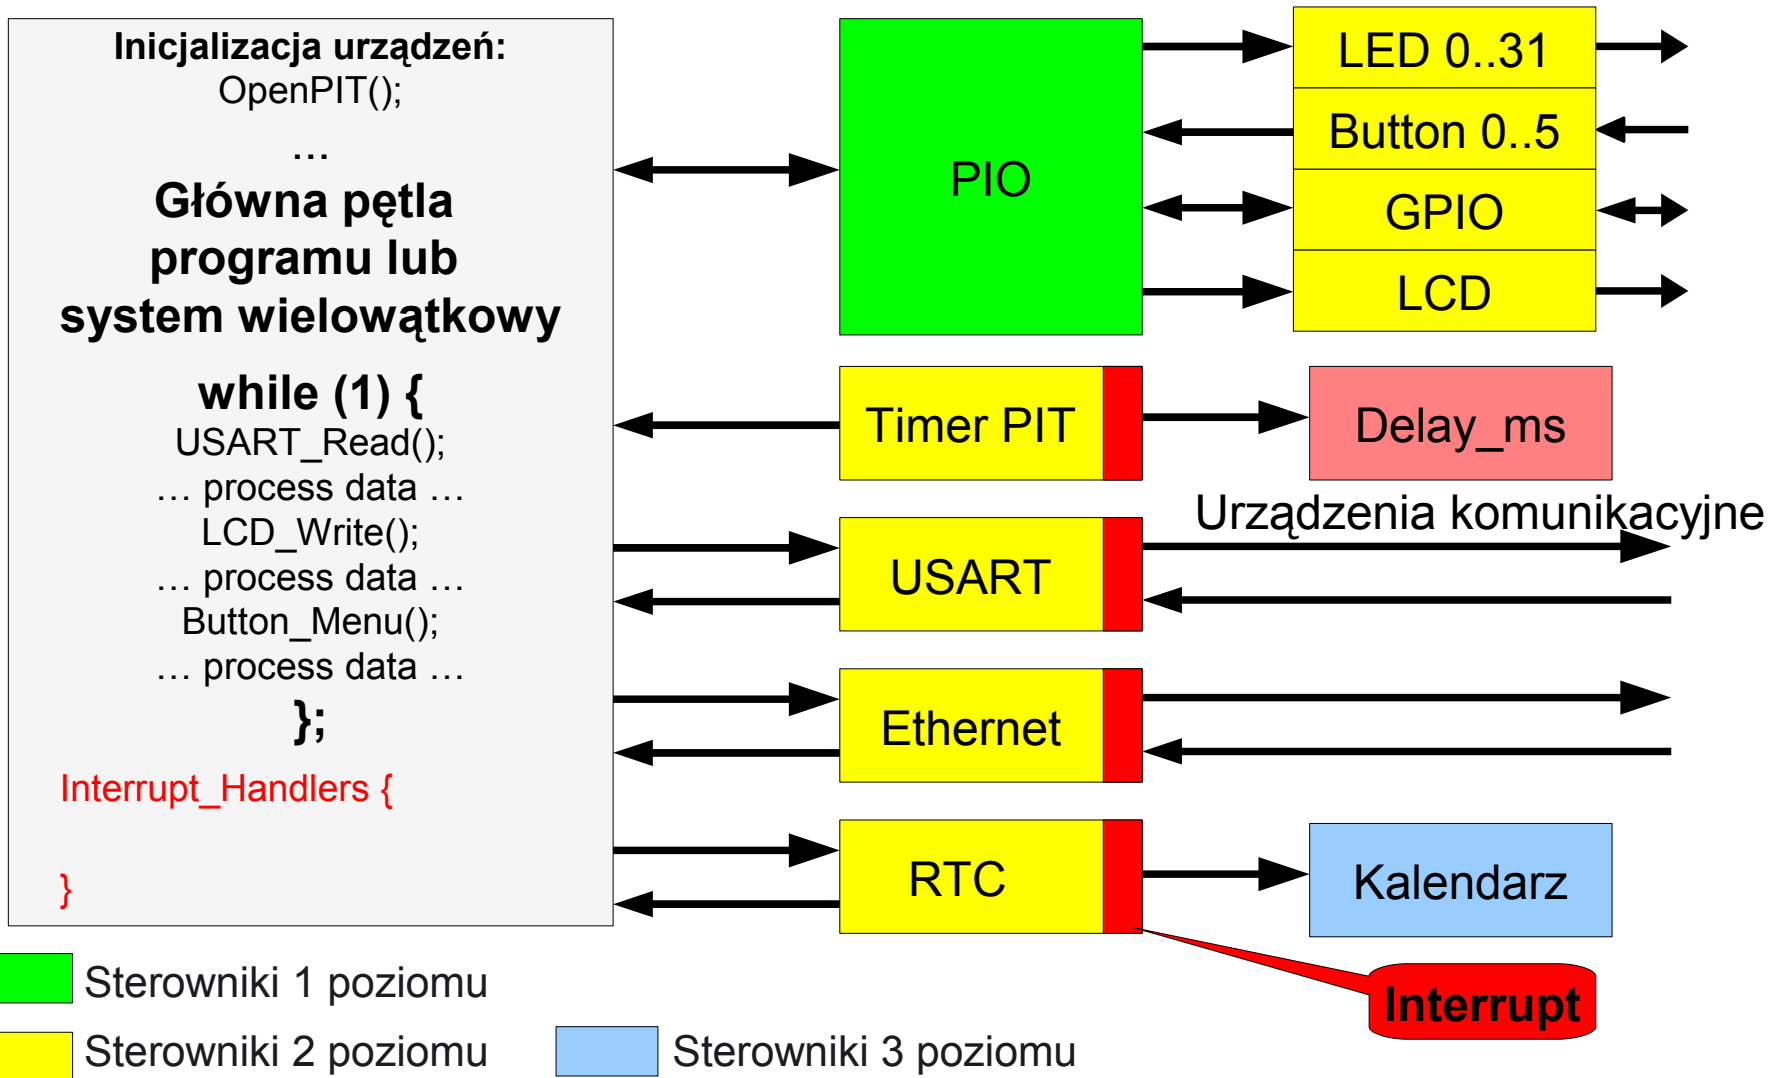 Inicjalizacja urządzeń:
OpenPIT();
…
Główna pętla
programu lub
system wielowątkowy
while (1) {
USART_Read();
… process data …
LCD_Write();
… process data …
Button_Menu();
… process data …
};
Interrupt_Handlers {
}
PIO
LED 0..31
Button 0..5
GPIO
LCD
Timer PIT
Delay_ms
Urządzenia komunikacyjne
USART
Ethernet
RTC
Kalendarz
Interrupt
Sterowniki 1 poziomu
Sterowniki 2 poziomu
Sterowniki 3 poziomu